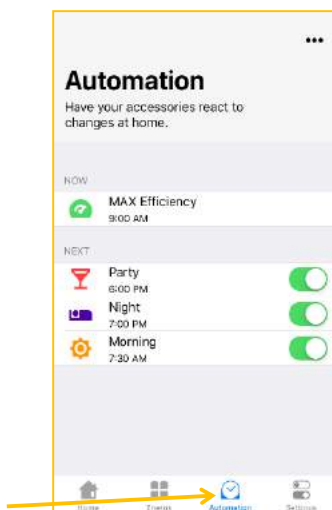 •••
Automation
Have your accessories react to
changes at home.
NOW
MAX Efficiency
9:00 AM
NEXT
Party
6:00 PM
Night
7:00 PM
Morning
7:30 AM
Home Automation Settings